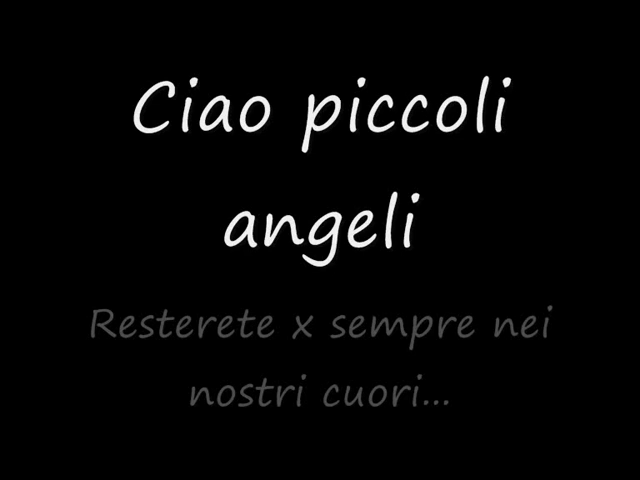 Ciao piccoli
angeli
Resterete x sempre nei
nostri cuori...